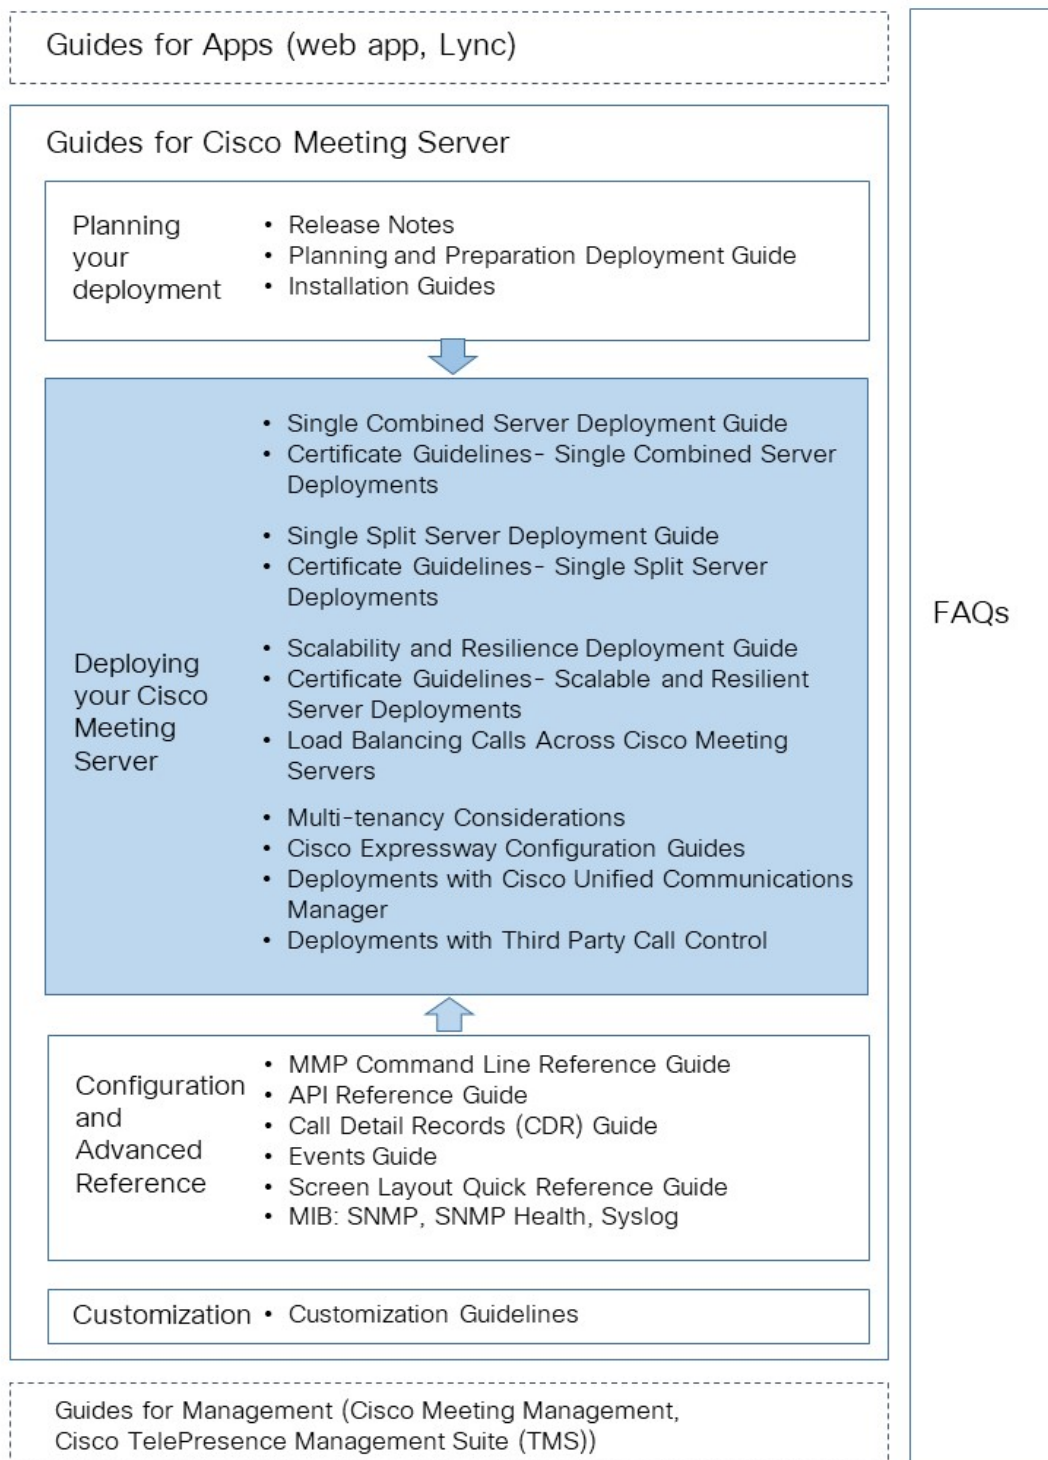 Guides for Apps (web app, Lync)
Guides for Cisco Meeting Server
Planning
your
deployment
• Release Notes
• Planning and Preparation Deployment Guide
• Installation Guides
Deploying
your Cisco
Meeting
Server
• Single Combined Server Deployment Guide
• Certificate Guidelines- Single Combined Server
Deployments
• Single Split Server Deployment Guide
• Certificate Guidelines- Single Split Server
Deployments
• Scalability and Resilience Deployment Guide
• Certificate Guidelines- Scalable and Resilient
Server Deployments
• Load Balancing Calls Across Cisco Meeting
Servers
• Multi-tenancy Considerations
• Cisco Expressway Configuration Guides
• Deployments with Cisco Unified Communications
Manager
• Deployments with Third Party Call Control
Configuration
and
Advanced
Reference
• MMP Command Line Reference Guide
• API Reference Guide
• Call Detail Records (CDR) Guide
• Events Guide
• Screen Layout Quick Reference Guide
• MIB: SNMP, SNMP Health, Syslog
Customization
• Customization Guidelines
Guides for Management (Cisco Meeting Management,
Cisco TelePresence Management Suite (TMS))
FAQs